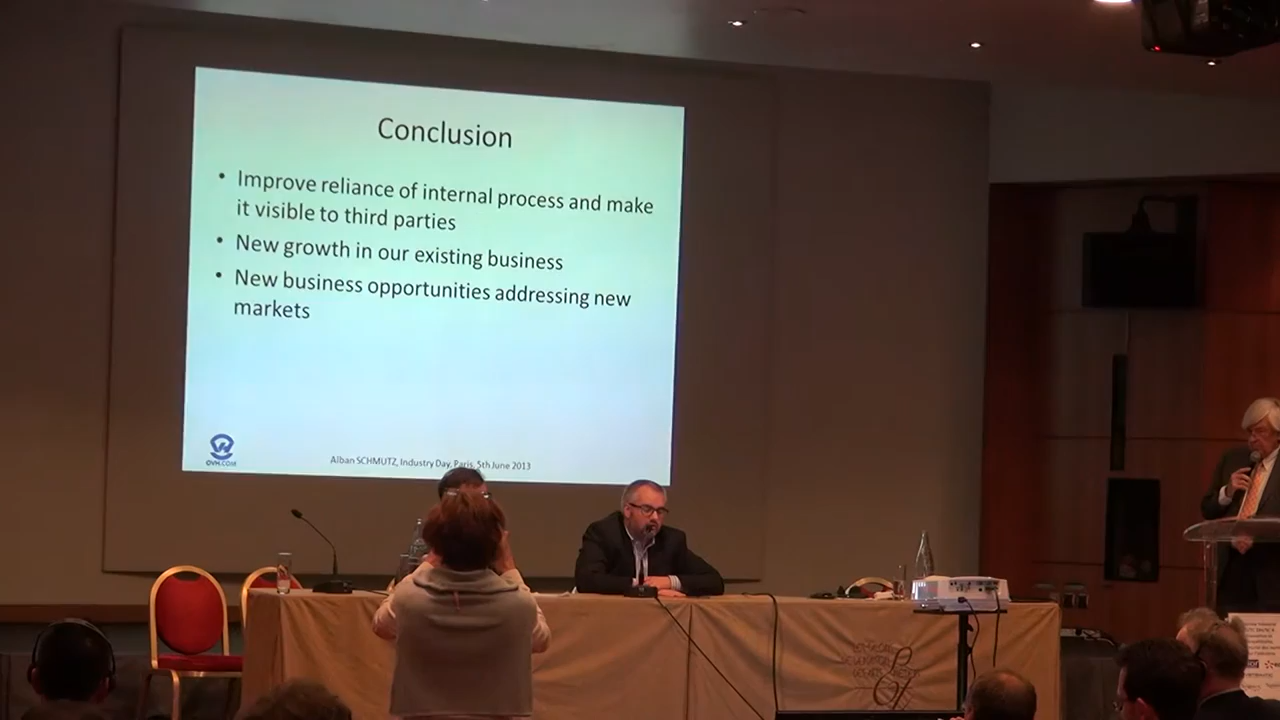 Conclusion
• Improve reliance of internal process and make
it visible to third parties
• New growth in our existing business
• New business opportunities addressing new
markets
OVH.COM
Alban SCHMUTZ, Industry Day, Paris, 5th June 2013